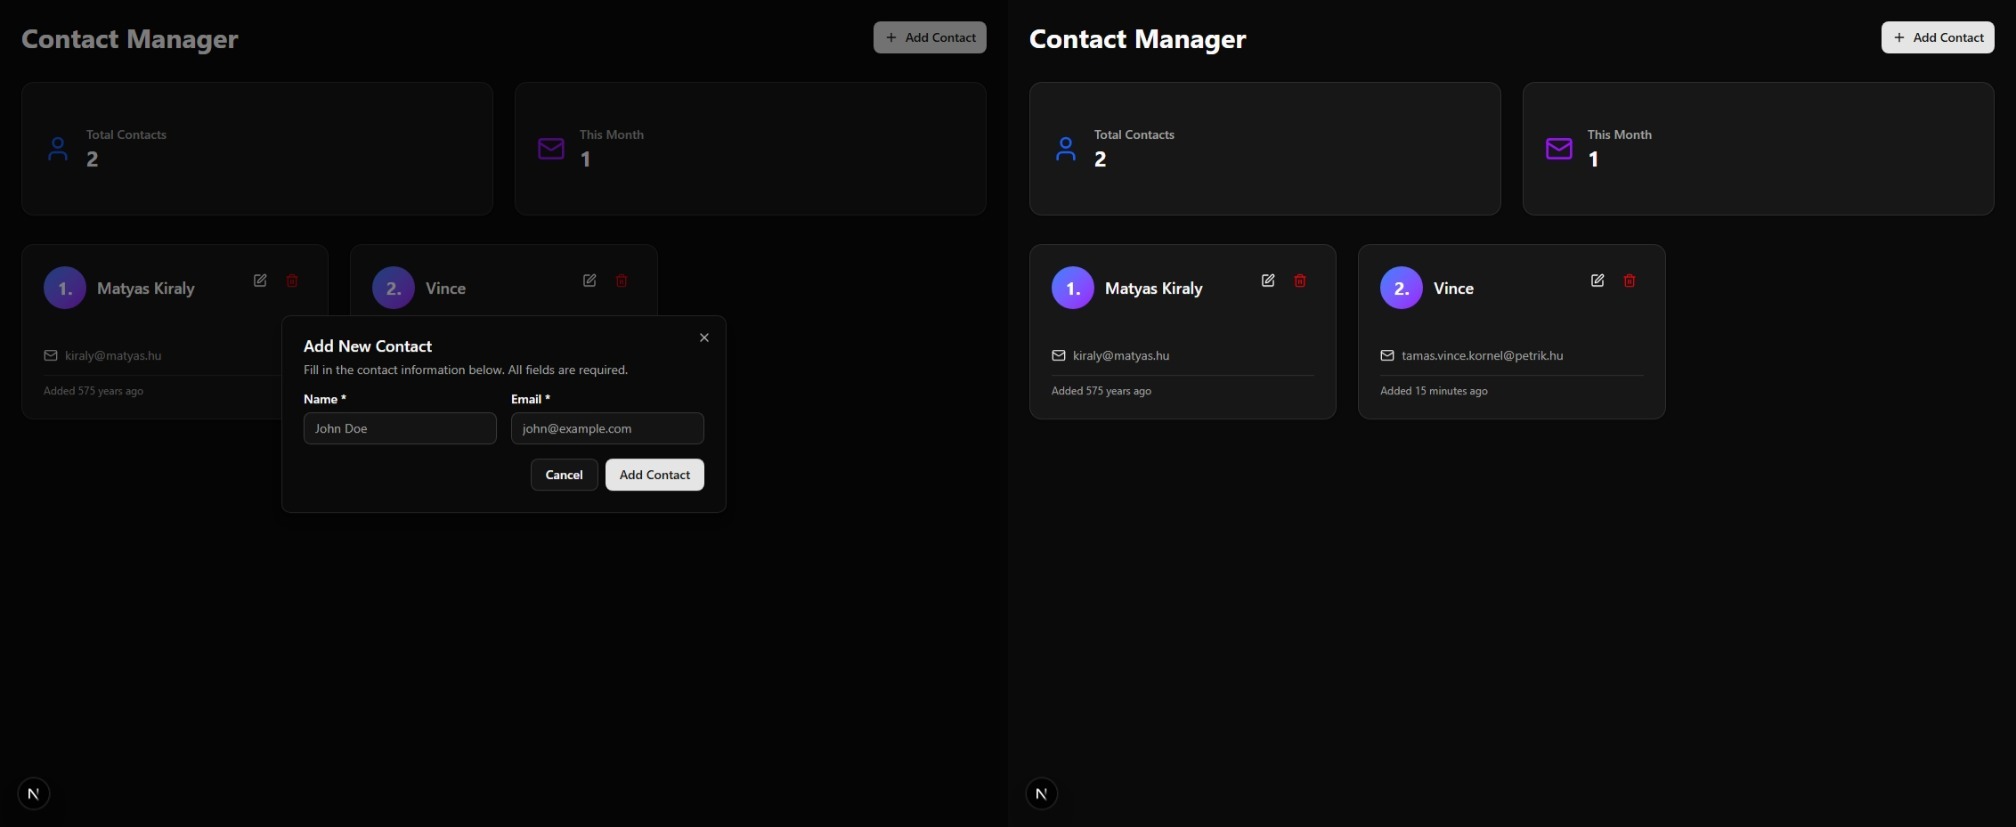 Contact Manager
+ Add Contact
Total Contacts
2
This Month
1
1. Matyas Kiraly
2. Vince
kiraly@matyas.hu
Added 575 years ago
Add New Contact
Fill in the contact information below. All fields are required.
Name * Email *
John Doe john@example.com
Cancel Add Contact
N
Contact Manager
+ Add Contact
Total Contacts
2
This Month
1
1. Matyas Kiraly
kiraly@matyas.hu
Added 575 years ago
2. Vince
tamas.vince.kornel@petrik.hu
Added 15 minutes ago
N